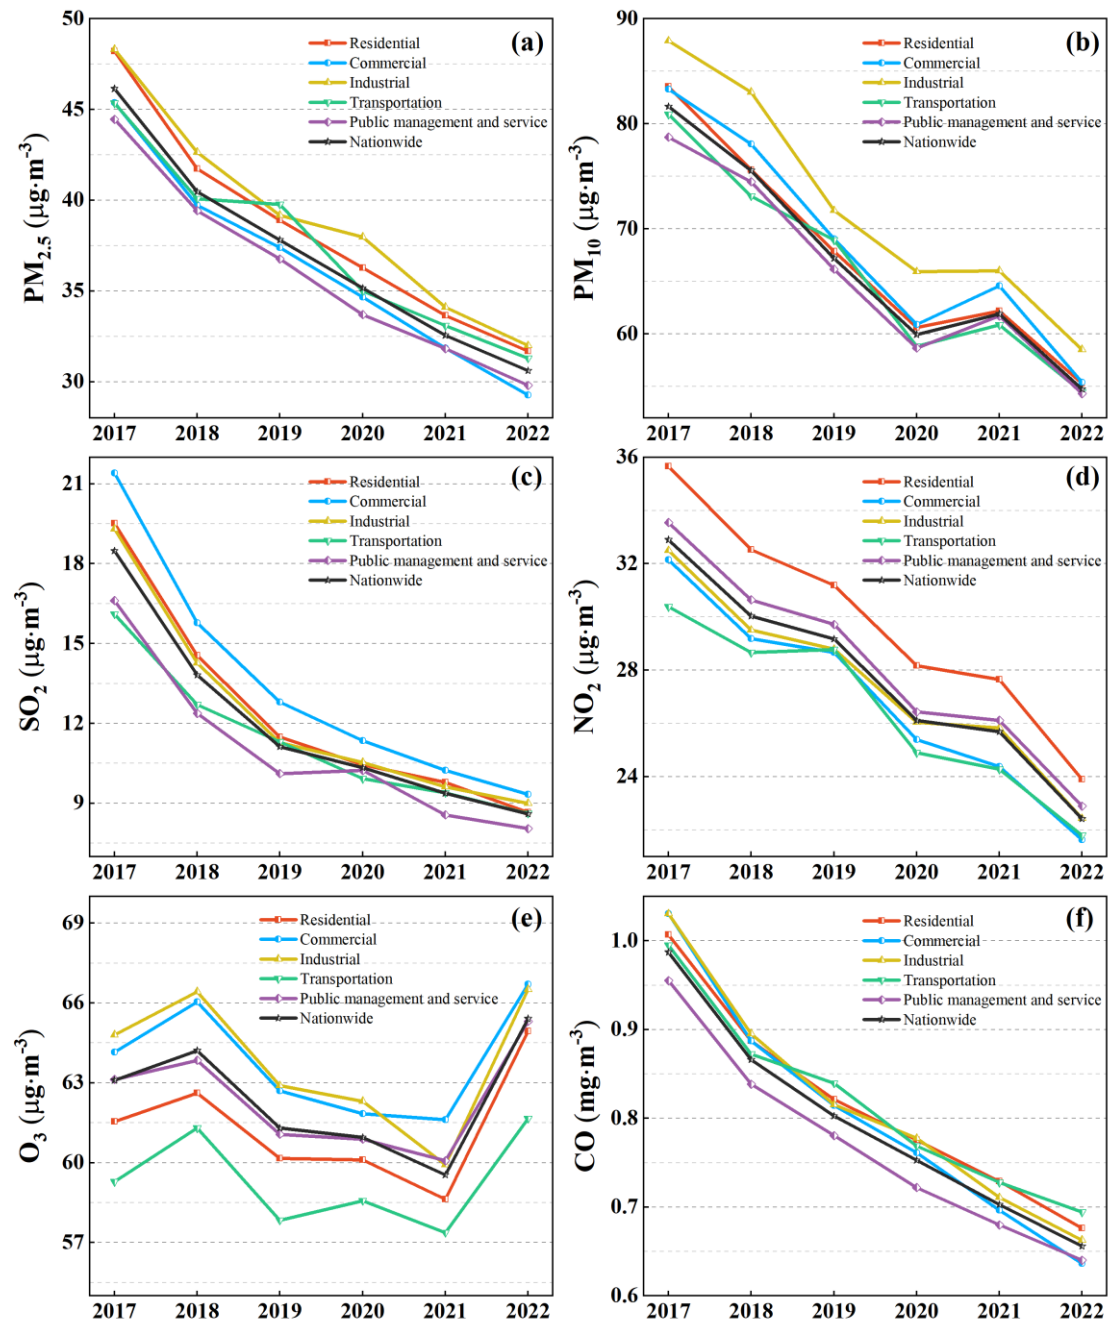 (a)
PM2.5 (μg·m-3)
50
45
40
35
30
Residential
Commercial
Industrial
Transportation
Public management and service
Nationwide
2017 2018 2019 2020 2021 2022
(b)
PM10 (μg·m-3)
90
80
70
60
Residential
Commercial
Industrial
Transportation
Public management and service
Nationwide
2017 2018 2019 2020 2021 2022
(c)
SO2 (μg·m-3)
21
18
15
12
9
Residential
Commercial
Industrial
Transportation
Public management and service
Nationwide
2017 2018 2019 2020 2021 2022
(d)
NO2 (μg·m-3)
36
32
28
24
Residential
Commercial
Industrial
Transportation
Public management and service
Nationwide
2017 2018 2019 2020 2021 2022
(e)
O3 (μg·m-3)
69
66
63
60
57
Residential
Commercial
Industrial
Transportation
Public management and service
Nationwide
2017 2018 2019 2020 2021 2022
(f)
CO (mg·m-3)
1.0
0.9
0.8
0.7
0.6
Residential
Commercial
Industrial
Transportation
Public management and service
Nationwide
2017 2018 2019 2020 2021 2022